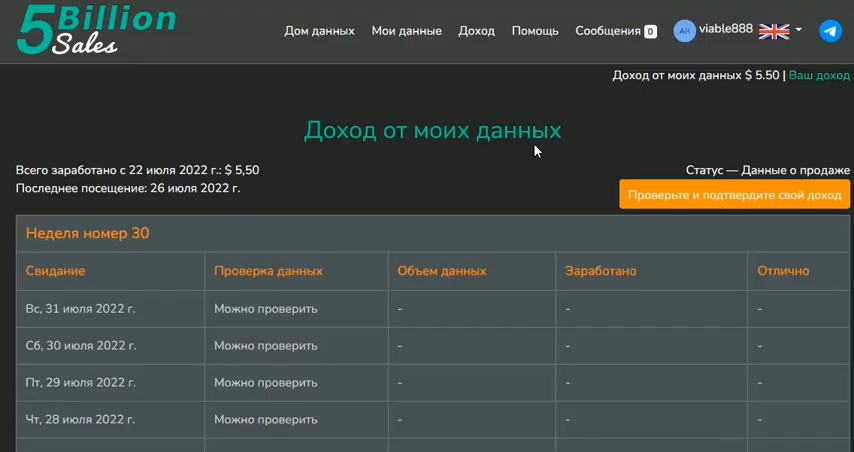 5 Billion
Sales
Дом данных Мои данные Доход Помощь Сообщения 0 АК viable888
Доход от моих данных $ 5.50 | Ваш доход
Доход от моих данных
Всего заработано с 22 июля 2022 г.: $ 5,50
Статус — Данные о продаже
Последнее посещение: 26 июля 2022 г.
Проверьте и подтвердите свой доход
Неделя номер 30
Свидание Проверка данных Объем данных Заработано Отлично
Вс, 31 июля 2022 г. Можно проверить - - -
Сб, 30 июля 2022 г. Можно проверить - - -
Пт, 29 июля 2022 г. Можно проверить - - -
Чт, 28 июля 2022 г. Можно проверить - - -